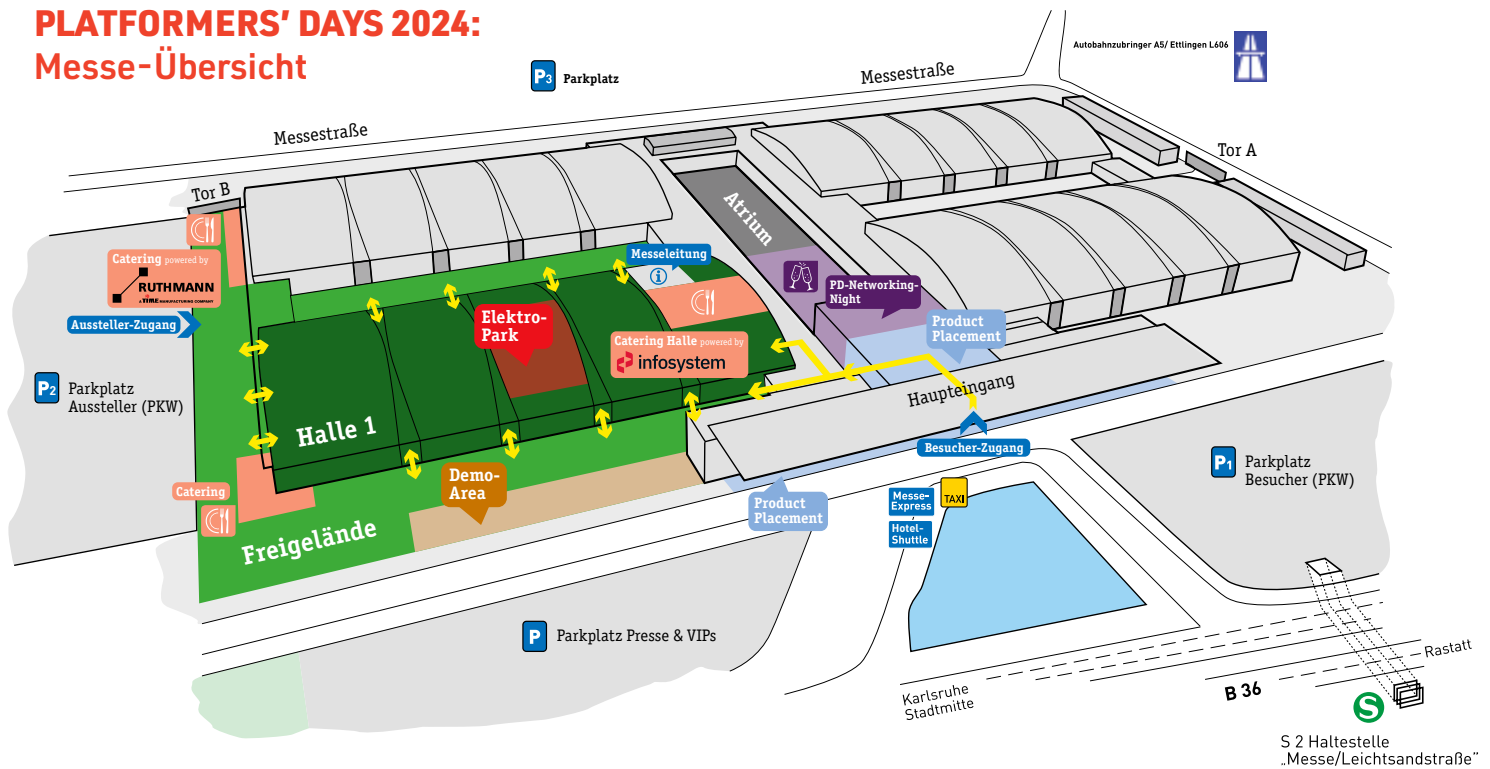 PLATFORMERS' DAYS 2024:
Messe-Übersicht
P3 Parkplatz
Autobahnzubringer A5/ Ettlingen L606
Messestraße
Messestraße
Tor A
Tor B
Atrium
Catering powered by
RUTHMANN
A TIME MANUFACTURING COMPANY
Messeleitung
i
PD-Networking-
Night
Aussteller-Zugang
Elektro-
Park
Product
Placement
Catering Halle powered by
infosystem
P2 Parkplatz
Aussteller (PKW)
Haupteingang
Halle 1
Besucher-Zugang
P1 Parkplatz
Besucher (PKW)
Catering
Demo-
Area
Product
Placement
Messe-
Express
TAXI
Hotel-
Shuttle
Freigelände
P Parkplatz Presse & VIPs
Rastatt
Karlsruhe
Stadtmitte
B 36
S
S 2 Haltestelle
„Messe/Leichtsandstraße"